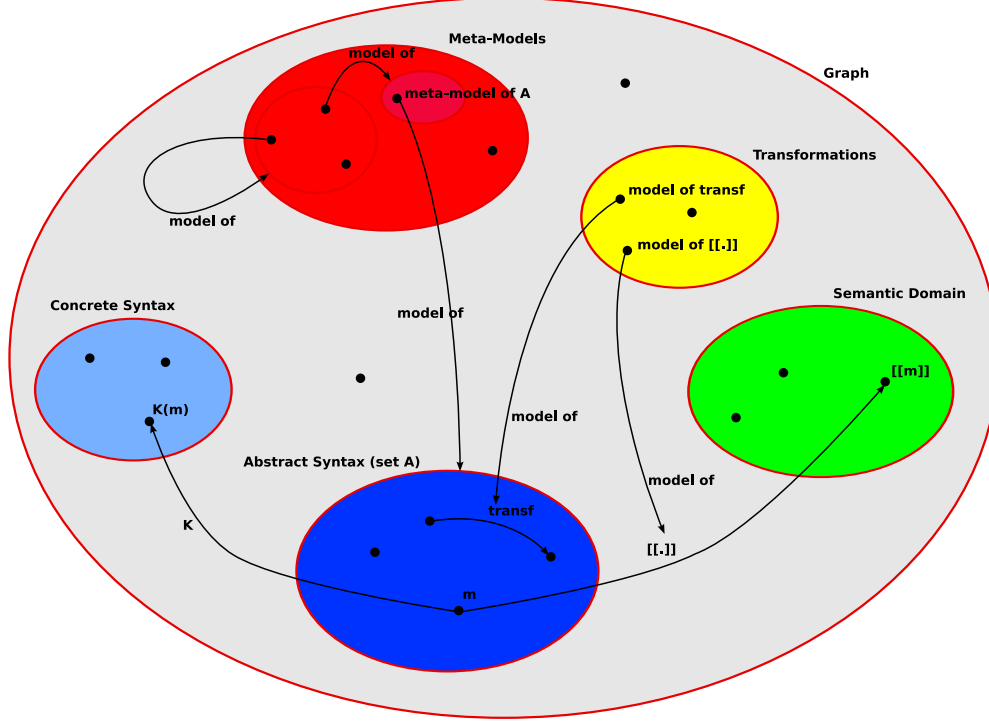 Meta-Models
model of
Graph
meta-model of A
Transformations
model of transf
model of
model of [[.]]
Semantic Domain
Concrete Syntax
model of
[[m]]
K(m)
model of
Abstract Syntax (set A)
model of
transf
K
[[.]]
m